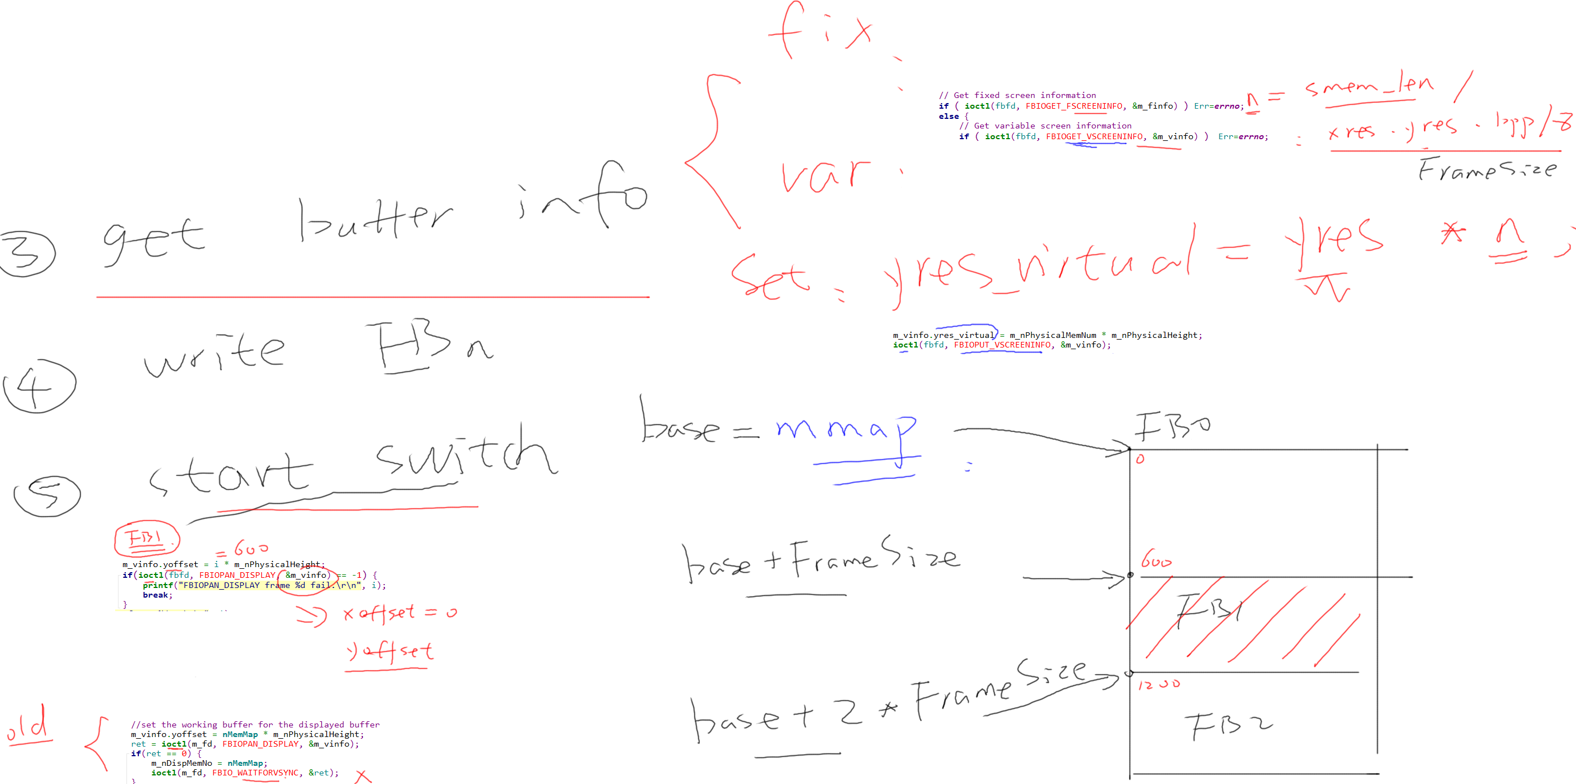 fix :
// Get fixed screen information
if ( ioctl(fbfd, FBIOGET_FSCREENINFO, &m_finfo) ) Err=errno;
else {
// Get variable screen information
if ( ioctl(fbfd, FBIOGET_VSCREENINFO, &m_vinfo) ) Err=errno;
n = smem_len /
xres . yres . bpp/8
FrameSize
var :
③ get buffer info
set : yres_virtual = yres * n ;
m_vinfo.yres_virtual = m_nPhysicalMemNum * m_nPhysicalHeight;
ioctl(fbfd, FBIOPUT_VSCREENINFO, &m_vinfo);
④ write FBn
base = mmap :
FB0
0
⑤ start switch
FB1
= 600
m_vinfo.yoffset = i * m_nPhysicalHeight;
if(ioctl(fbfd, FBIOPAN_DISPLAY, &m_vinfo) == -1) {
printf("FBIOPAN_DISPLAY frame %d fail.\r\n", i);
break;
}
xoffset = 0
yoffset
base + FrameSize
600
FB1
base + 2 * FrameSize
1200
FB2
old
//set the working buffer for the displayed buffer
m_vinfo.yoffset = nMemMap * m_nPhysicalHeight;
ret = ioctl(m_fd, FBIOPAN_DISPLAY, &m_vinfo);
if(ret == 0) {
m_nDispMemNo = nMemMap;
ioctl(m_fd, FBIO_WAITFORVSYNC, &ret);
}